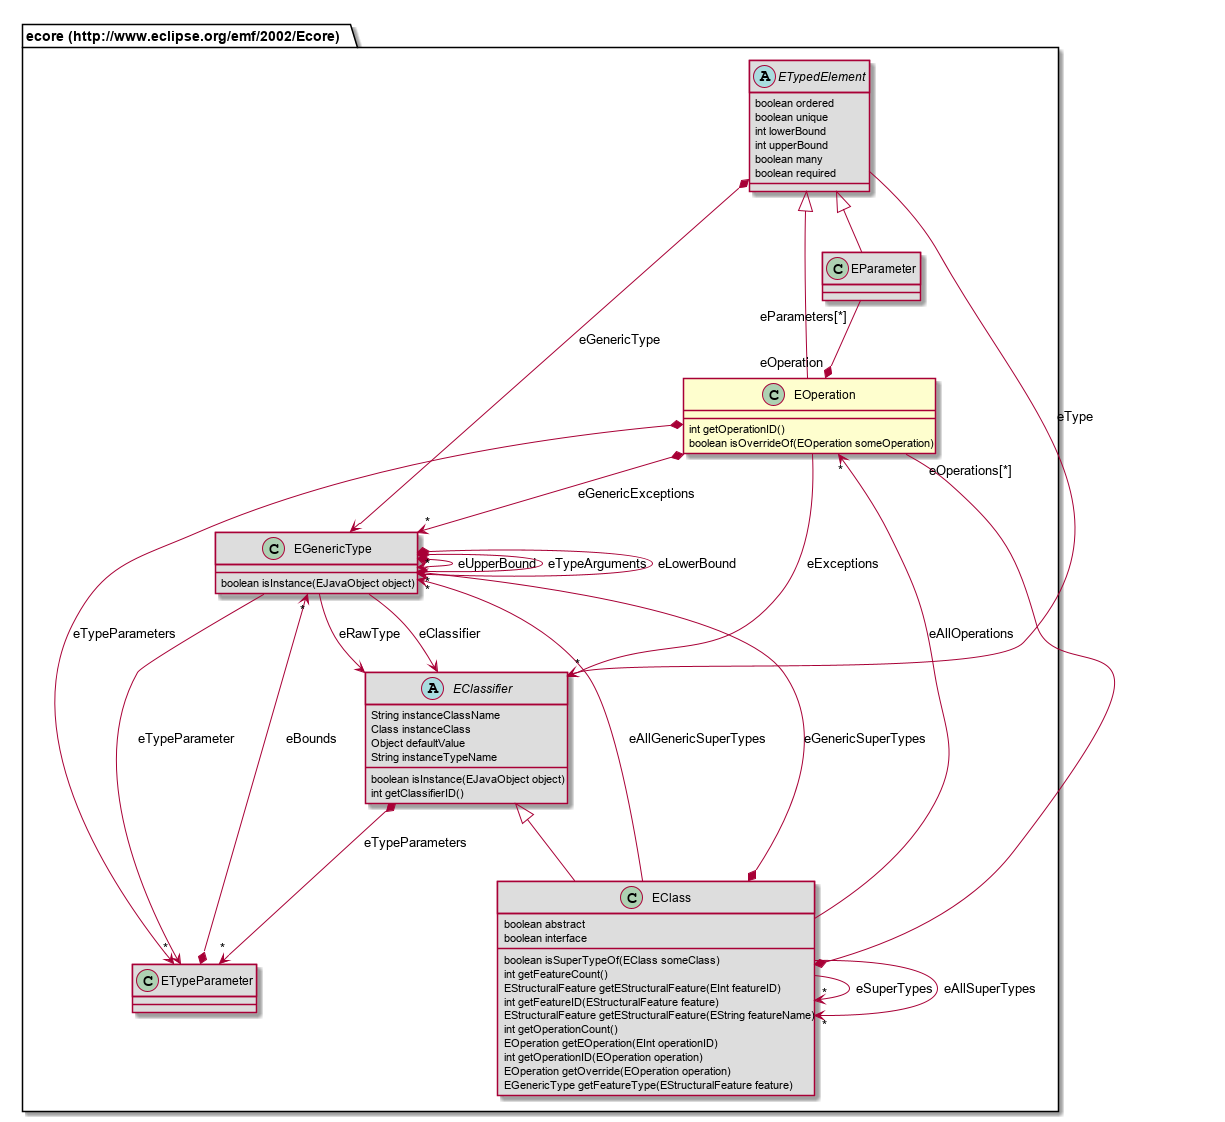 ecore (http://www.eclipse.org/emf/2002/Ecore)
A ETypedElement
boolean ordered
boolean unique
int lowerBound
int upperBound
boolean many
boolean required
C EParameter
eParameters[*]
eGenericType
eOperation
C EOperation
int getOperationID()
boolean isOverrideOf(EOperation someOperation)
eType
eOperations[*]
*
eGenericExceptions
*
C EGenericType
boolean isInstance(EJavaObject object)
eUpperBound
eTypeArguments
eLowerBound
*
*
*
eExceptions
*
eTypeParameters
eRawType
eClassifier
eAllOperations
*
A EClassifier
String instanceClassName
Class instanceClass
Object defaultValue
String instanceTypeName
boolean isInstance(EJavaObject object)
int getClassifierID()
eTypeParameter
eBounds
eAllGenericSuperTypes
eGenericSuperTypes
eTypeParameters
C EClass
boolean abstract
boolean interface
boolean isSuperTypeOf(EClass someClass)
int getFeatureCount()
EStructuralFeature getEStructuralFeature(EInt featureID)
int getFeatureID(EStructuralFeature feature)
EStructuralFeature getEStructuralFeature(EString featureName)
int getOperationCount()
EOperation getEOperation(EInt operationID)
int getOperationID(EOperation operation)
EOperation getOverride(EOperation operation)
EGenericType getFeatureType(EStructuralFeature feature)
*
*
C ETypeParameter
*
eSuperTypes
eAllSuperTypes
*